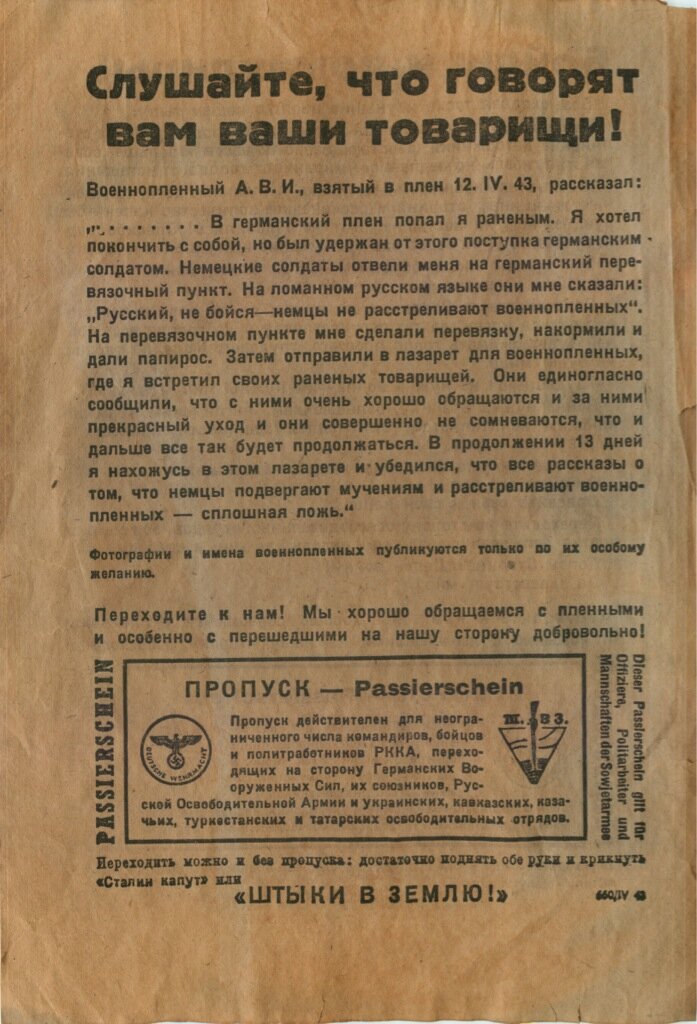 Слушайте, что говорят
вам ваши товарищи!
Военнопленный А. В. И., взятый в плен 12. IV. 43, рассказал:
„. . . . . . . . В германский плен попал я раненым. Я хотел
покончить с собой, но был удержан от этого поступка германским
солдатом. Немецкие солдаты отвели меня на германский пере-
вязочный пункт. На ломанном русском языке они мне сказали:
„Русский, не бойся—немцы не расстреливают военнопленных“.
На перевязочном пункте мне сделали перевязку, накормили и
дали папирос. Затем отправили в лазарет для военнопленных,
где я встретил своих раненых товарищей. Они единогласно
сообщили, что с ними очень хорошо обращаются и за ними
прекрасный уход и они совершенно не сомневаются, что и
дальше все так будет продолжаться. В продолжении 13 дней
я нахожусь в этом лазарете и убедился, что все рассказы о
том, что немцы подвергают мучениям и расстреливают военно-
пленных — сплошная ложь.“
Фотографии и имена военнопленных публикуются только по их особому
желанию.
Переходите к нам! Мы хорошо обращаемся с пленными
и особенно с перешедшими на нашу сторону добровольно!
PASSIERSCHEIN
ПРОПУСК — Passierschein
DEUTSCHE WEHRMACHT
Пропуск действителен для неогра-
ниченного числа командиров, бойцов
и политработников РККА, перехо-
дящих на сторону Германских Во-
оруженных Сил, их союзников, Рус-
ской Освободительной Армии и украинских, кавказских, каза-
чьих, туркестанских и татарских освободительных отрядов.
Ш. ВЗ.
Dieser Passierschein gilt für
Offiziere, Politarbeiter und
Mannschaften der Sowjetarmee
Переходить можно и без пропуска: достаточно поднять обе руки и крикнуть
«Сталин капут» или
«ШТЫКИ В ЗЕМЛЮ!»
660/IV 43